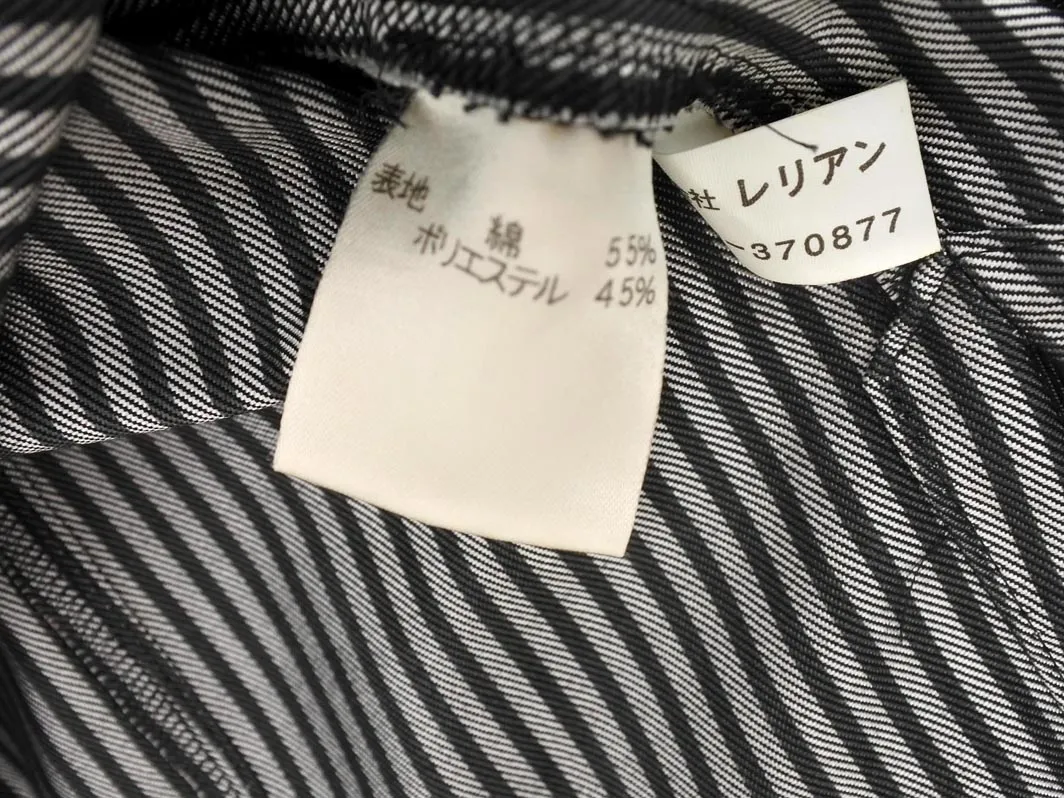 表地
綿 55%
ポリエステル 45%
社 レリアン
-370877